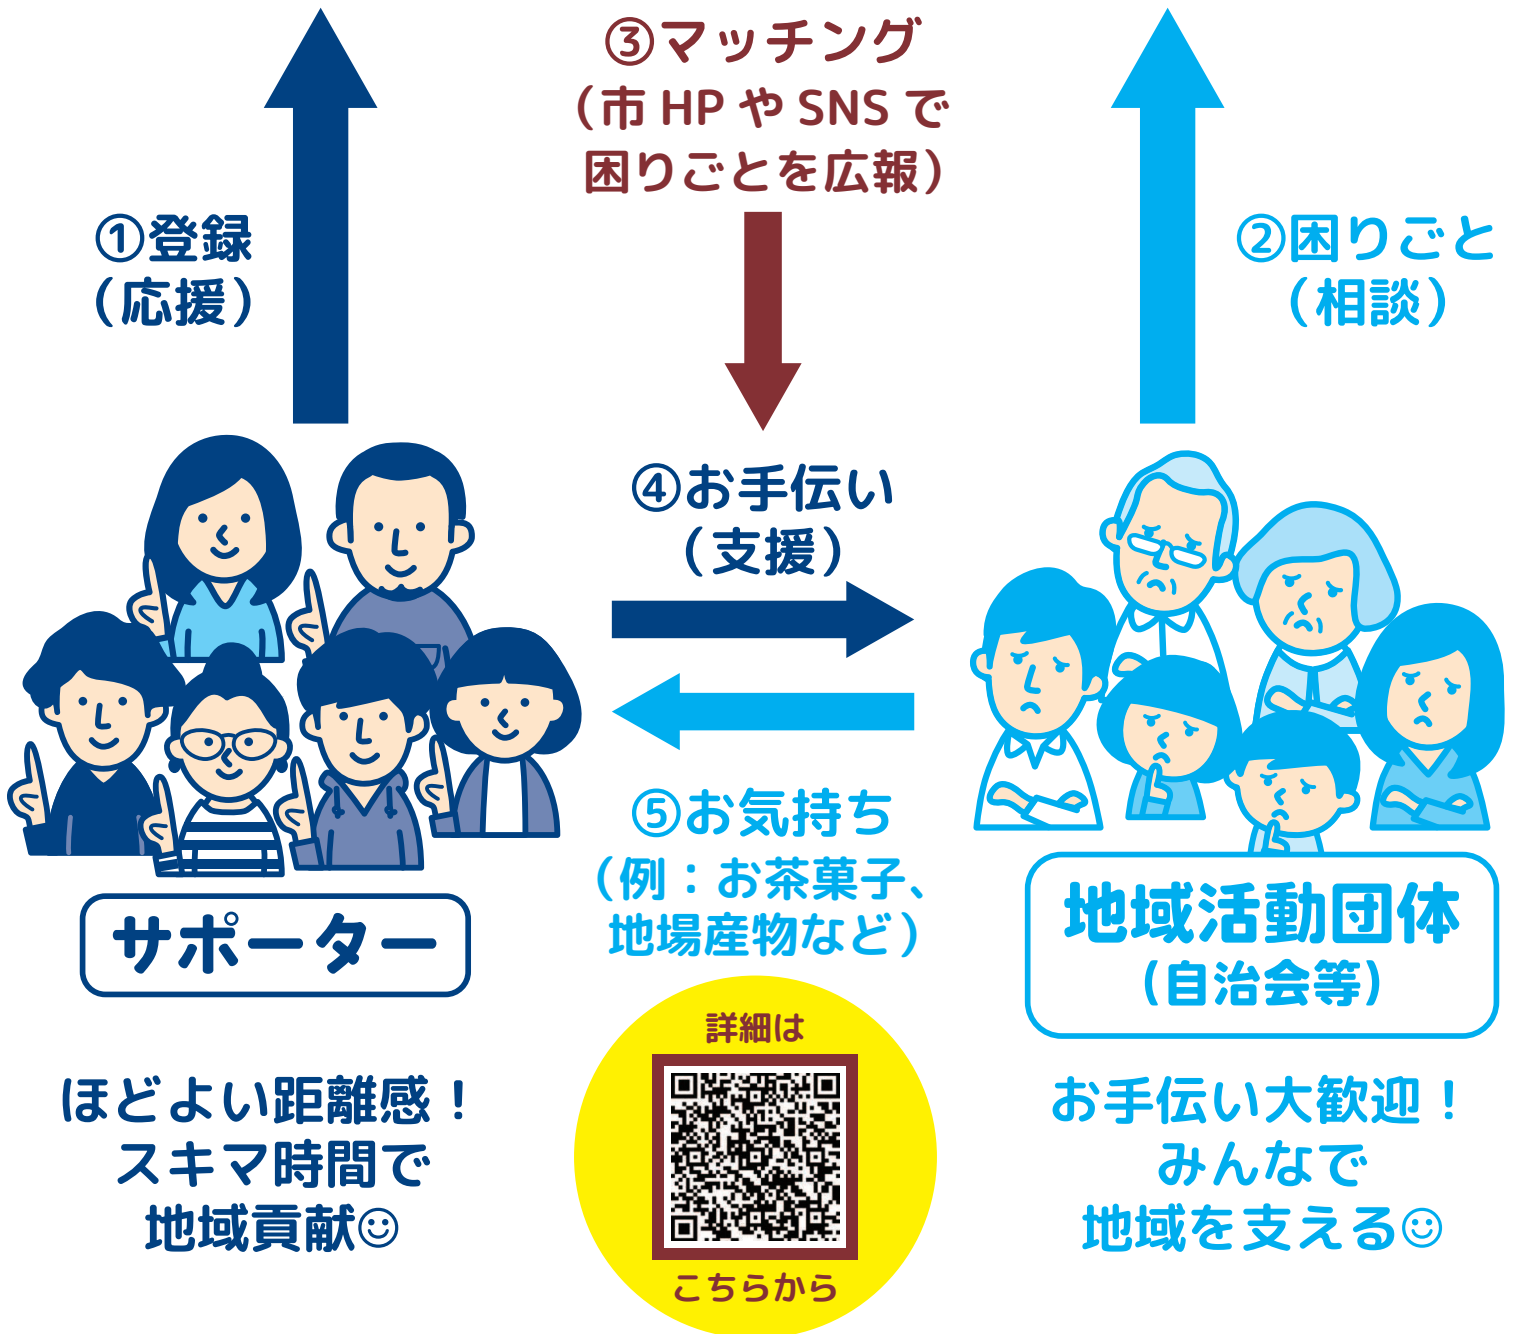 ③マッチング
（市 HP や SNS で
困りごとを広報）
①登録
（応援）
②困りごと
（相談）
④お手伝い
（支援）
⑤お気持ち
（例：お茶菓子、
地場産物など）
サポーター
地域活動団体
（自治会等）
ほどよい距離感！
スキマ時間で
地域貢献☺
詳細は
こちらから
お手伝い大歓迎！
みんなで
地域を支える☺